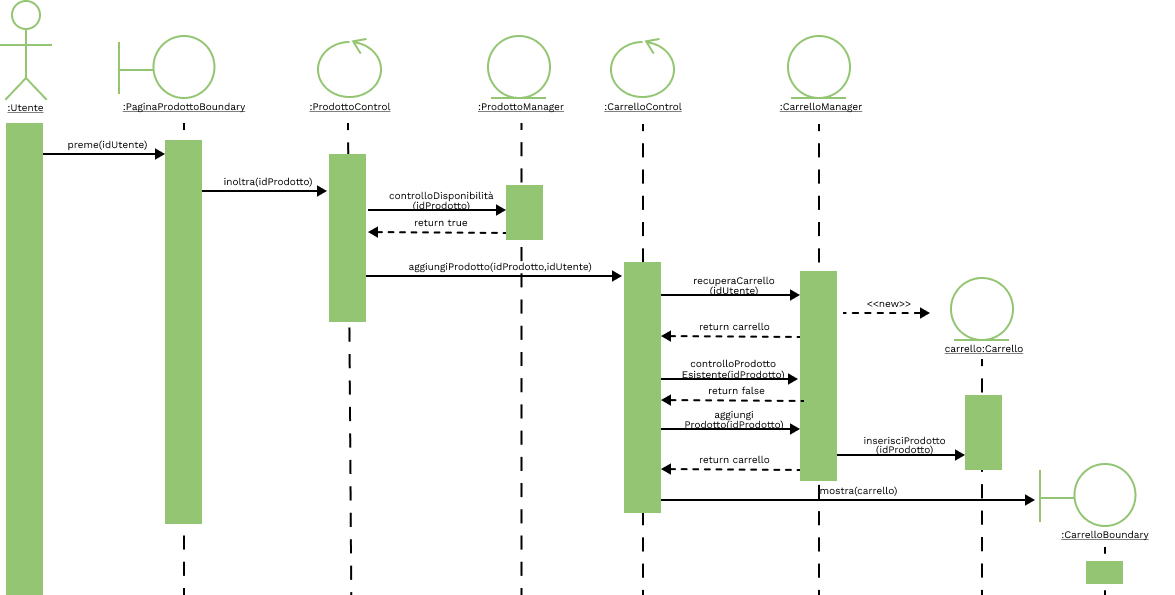 :Utente
:PaginaProdottoBoundary
:ProdottoControl
:ProdottoManager
:CarrelloControl
:CarrelloManager
preme(idUtente)
inoltra(idProdotto)
controlloDisponibilità
(idProdotto)
return true
aggiungiProdotto(idProdotto,idUtente)
recuperaCarrello
(idUtente)
<<new>>
return carrello
carrello:Carrello
controlloProdotto
Esistente(idProdotto)
return false
aggiungi
Prodotto(idProdotto)
inserisciProdotto
(idProdotto)
return carrello
mostra(carrello)
:CarrelloBoundary